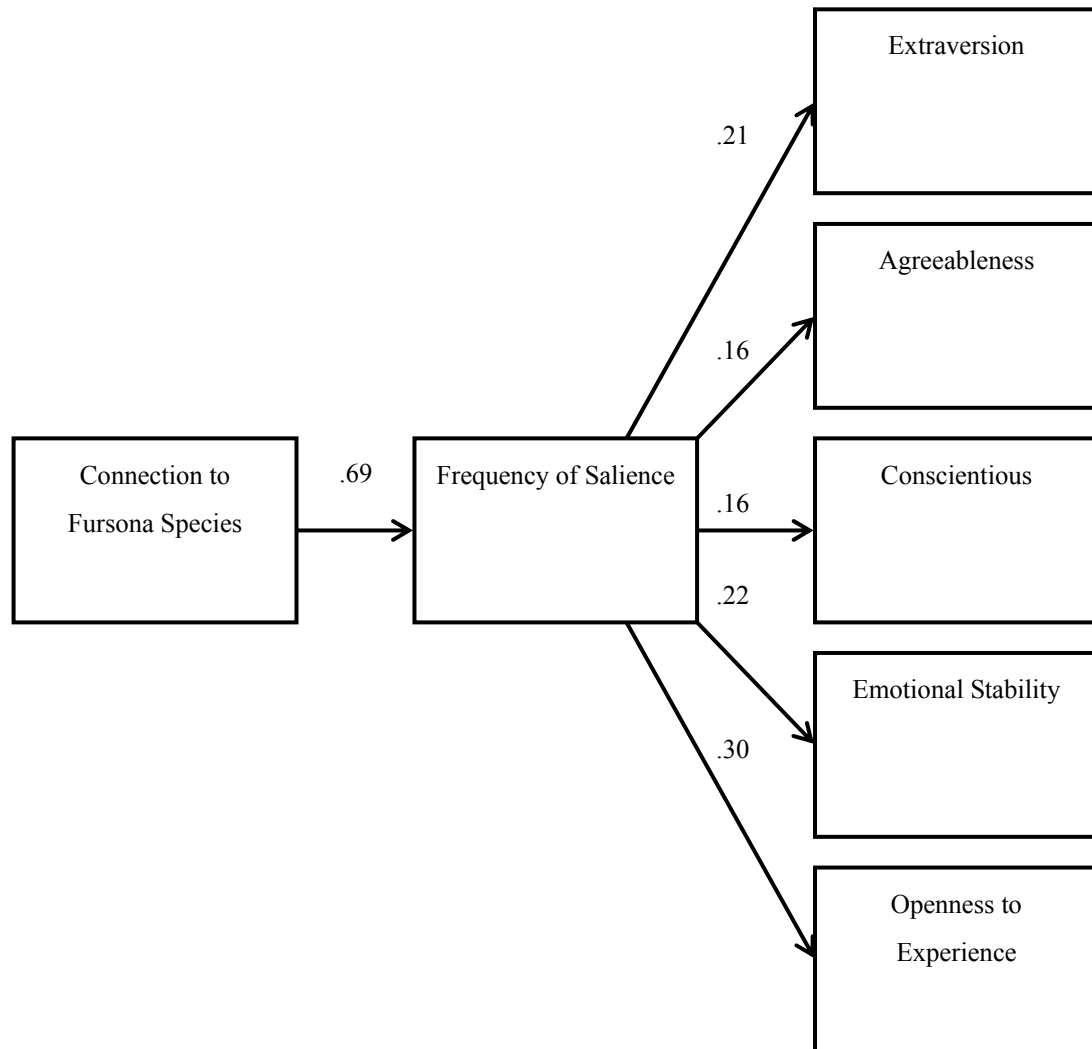 Extraversion
.21
Agreeableness
.16
Connection to
Fursona Species
.69
Frequency of Salience
.16
Conscientious
.22
Emotional Stability
.30
Openness to
Experience